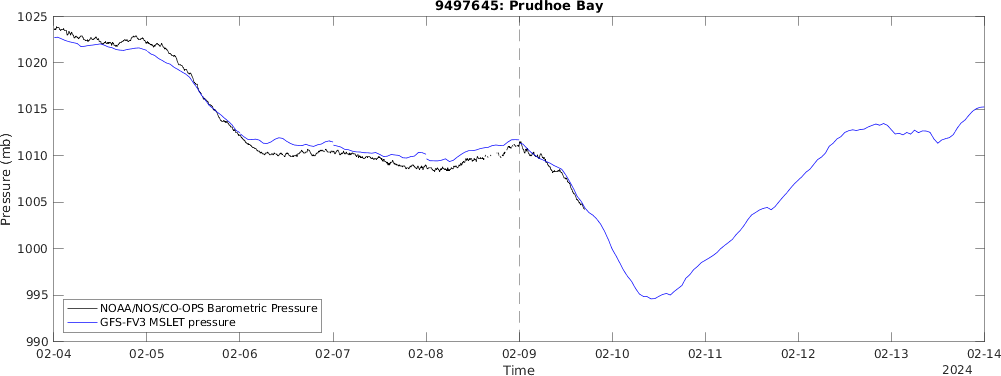 9497645: Prudhoe Bay
1025
1020
1015
1010
1005
1000
995
990
Pressure (mb)
NOAA/NOS/CO-OPS Barometric Pressure
GFS-FV3 MSLET pressure
02-04 02-05 02-06 02-07 02-08 02-09 02-10 02-11 02-12 02-13 02-14
Time
2024